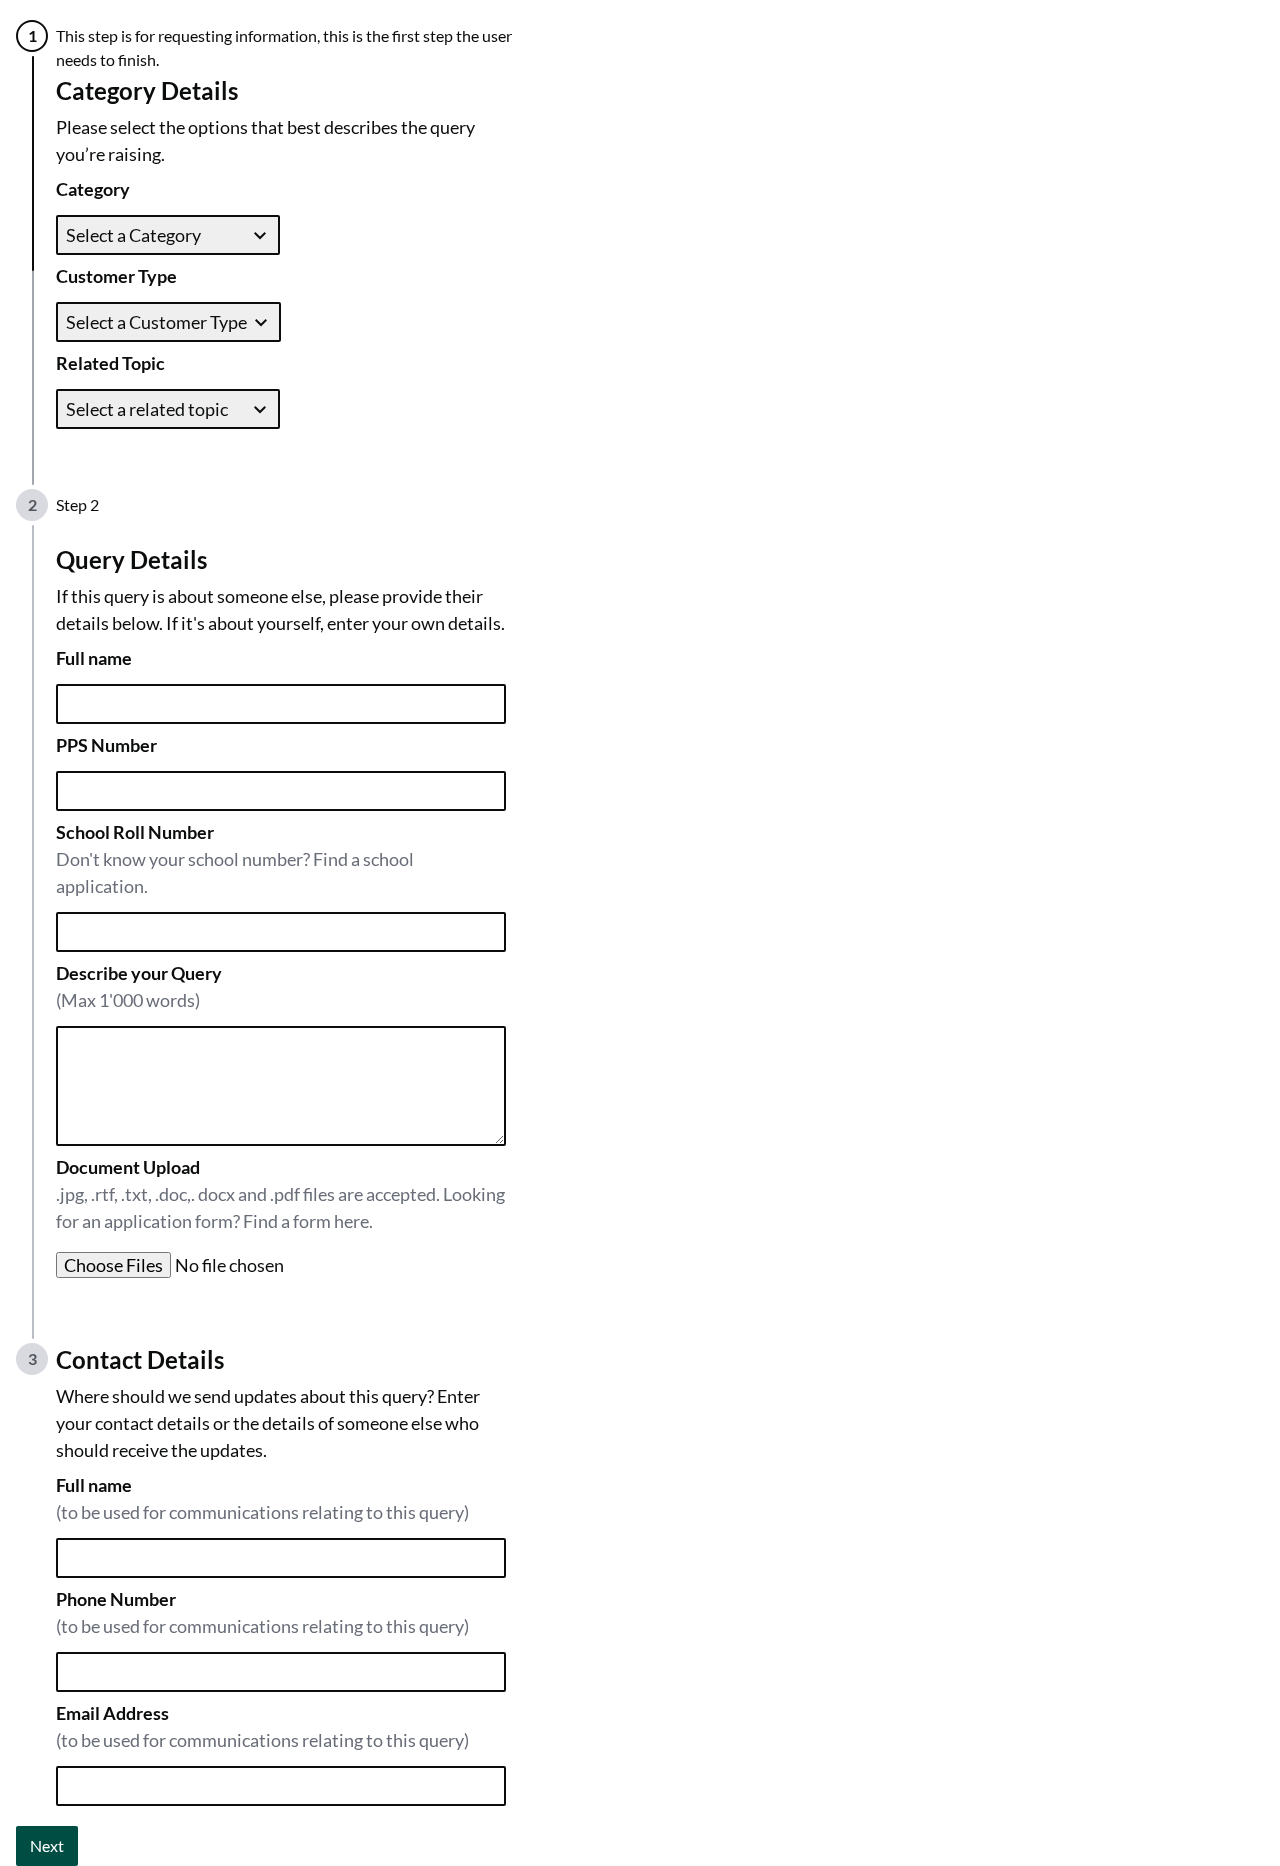 1
This step is for requesting information, this is the first step the user
needs to finish.
Category Details
Please select the options that best describes the query
you’re raising.
Category
Select a Category
Customer Type
Select a Customer Type
Related Topic
Select a related topic
2
Step 2
Query Details
If this query is about someone else, please provide their
details below. If it's about yourself, enter your own details.
Full name
PPS Number
School Roll Number
Don't know your school number? Find a school
application.
Describe your Query
(Max 1'000 words)
Document Upload
.jpg, .rtf, .txt, .doc,. docx and .pdf files are accepted. Looking
for an application form? Find a form here.
Choose Files No file chosen
3
Contact Details
Where should we send updates about this query? Enter
your contact details or the details of someone else who
should receive the updates.
Full name
(to be used for communications relating to this query)
Phone Number
(to be used for communications relating to this query)
Email Address
(to be used for communications relating to this query)
Next